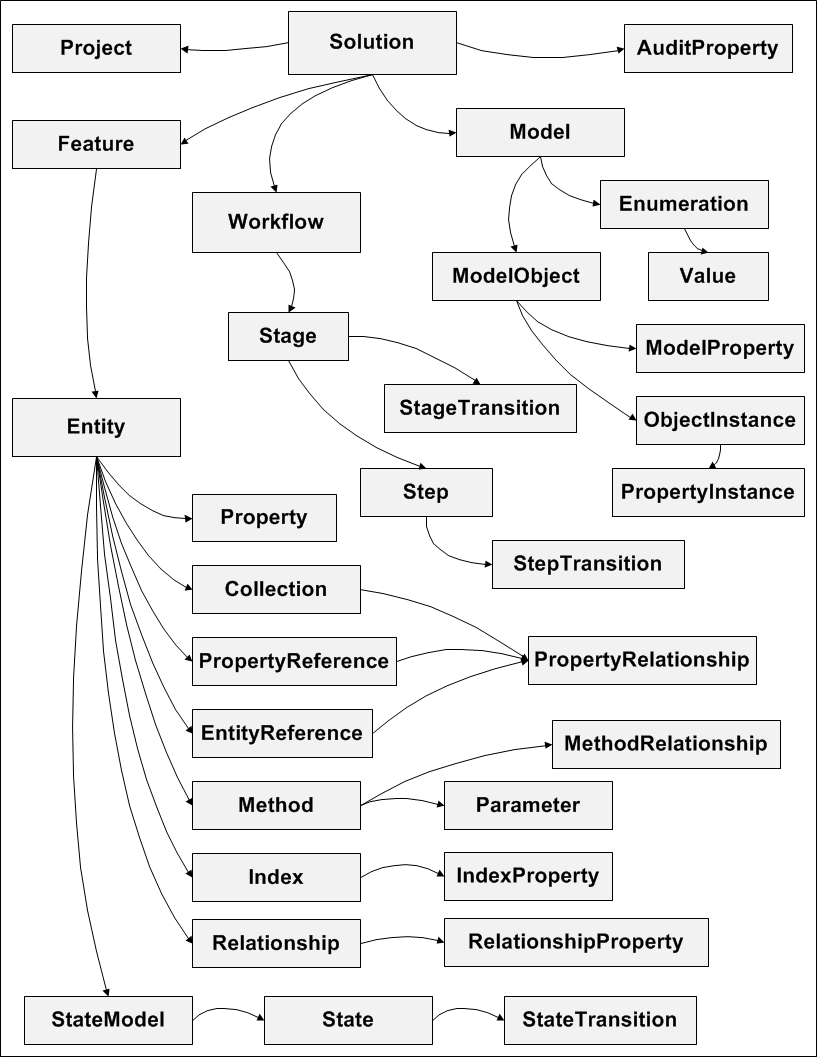 Project
Solution
AuditProperty
Feature
Model
Workflow
Enumeration
ModelObject
Value
Stage
ModelProperty
StageTransition
ObjectInstance
Entity
Step
PropertyInstance
Property
StepTransition
Collection
PropertyReference
PropertyRelationship
EntityReference
MethodRelationship
Method
Parameter
Index
IndexProperty
Relationship
RelationshipProperty
StateModel
State
StateTransition